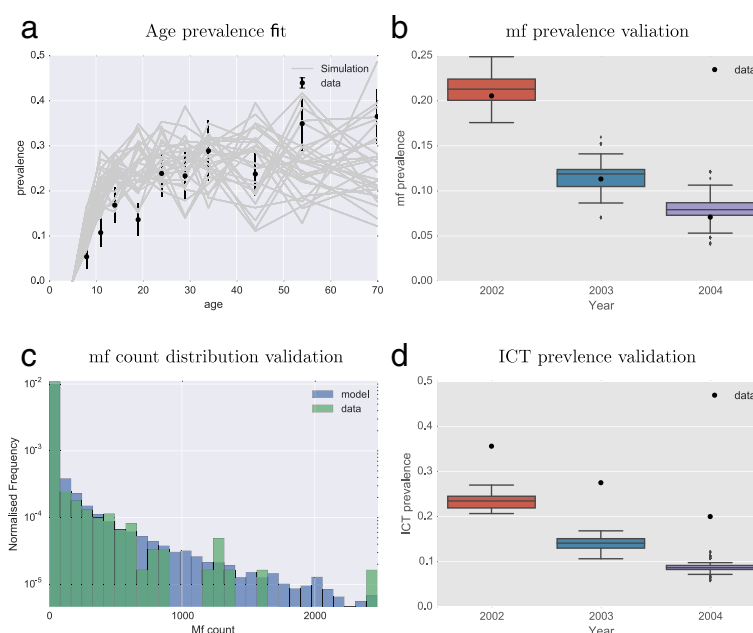 a
Age prevalence fit
0.5
0.4
0.3
0.2
0.1
0.0
prevalence
Simulation
data
0 10 20 30 40 50 60 70
age
b
mf prevalence valiation
0.25
0.20
0.15
0.10
0.05
0.00
mf prevalence
data
2002 2003 2004
Year
c
mf count distribution validation
10⁻²
10⁻³
10⁻⁴
10⁻⁵
Normalised Frequency
model
data
0 1000 2000
Mf count
d
ICT prevlence validation
0.5
0.4
0.3
0.2
0.1
0.0
ICT prevalence
data
2002 2003 2004
Year